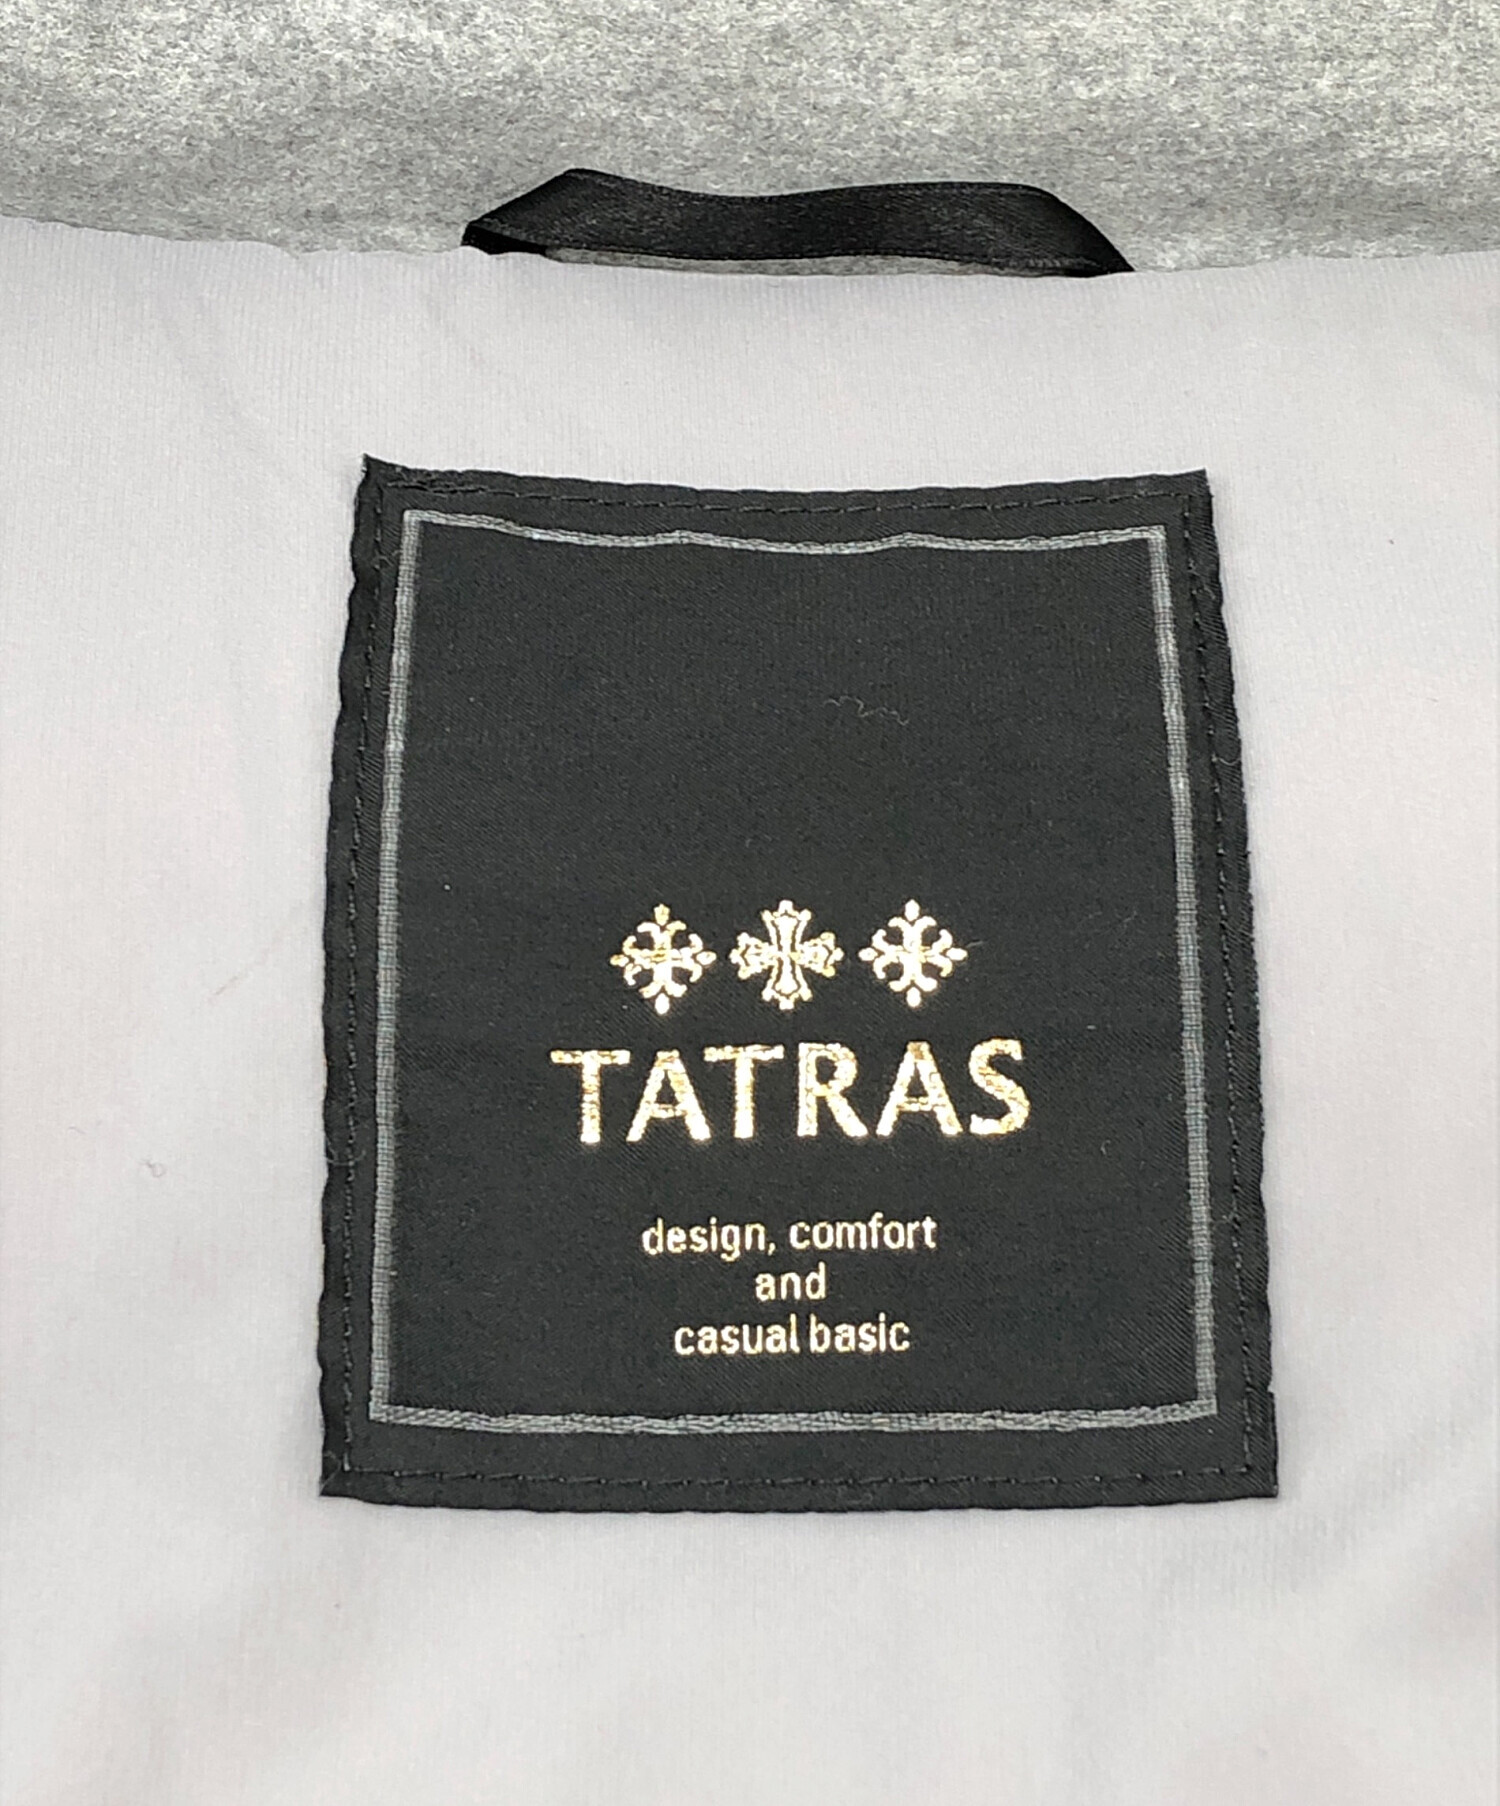 TATRAS
design, comfort
and
casual basic